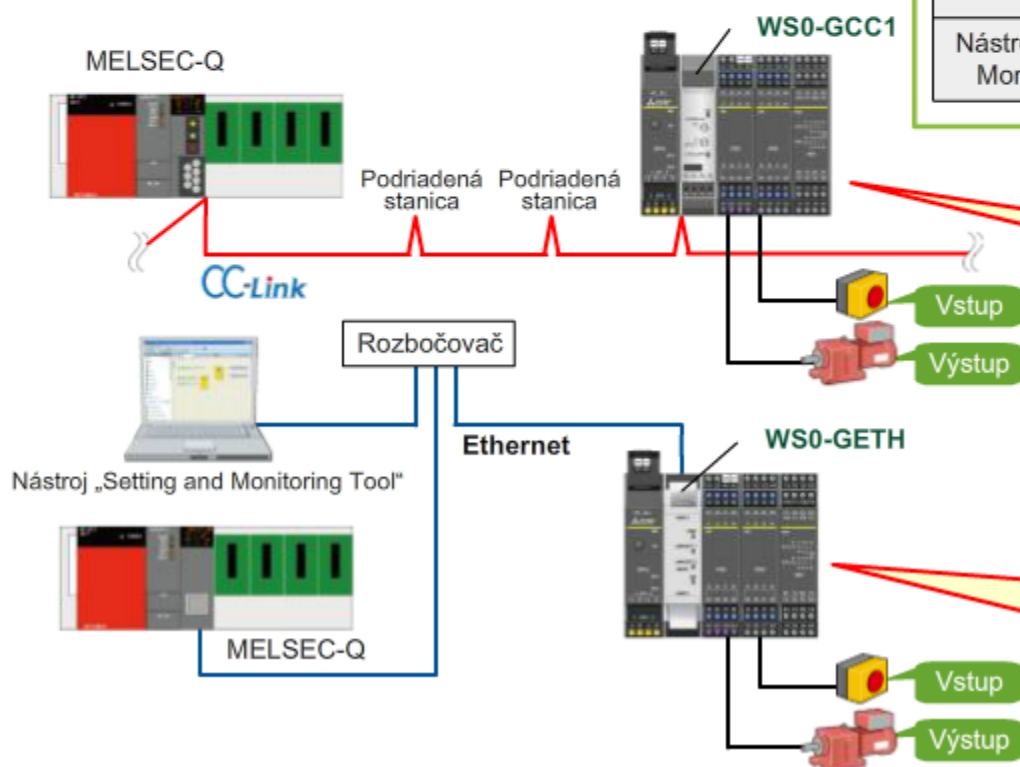 WS0-GCC1
MELSEC-Q
Podriadená
stanica
Podriadená
stanica
CC-Link
Vstup
Výstup
Rozbočovač
Ethernet
WS0-GETH
Nástroj „Setting and Monitoring Tool“
MELSEC-Q
Vstup
Výstup